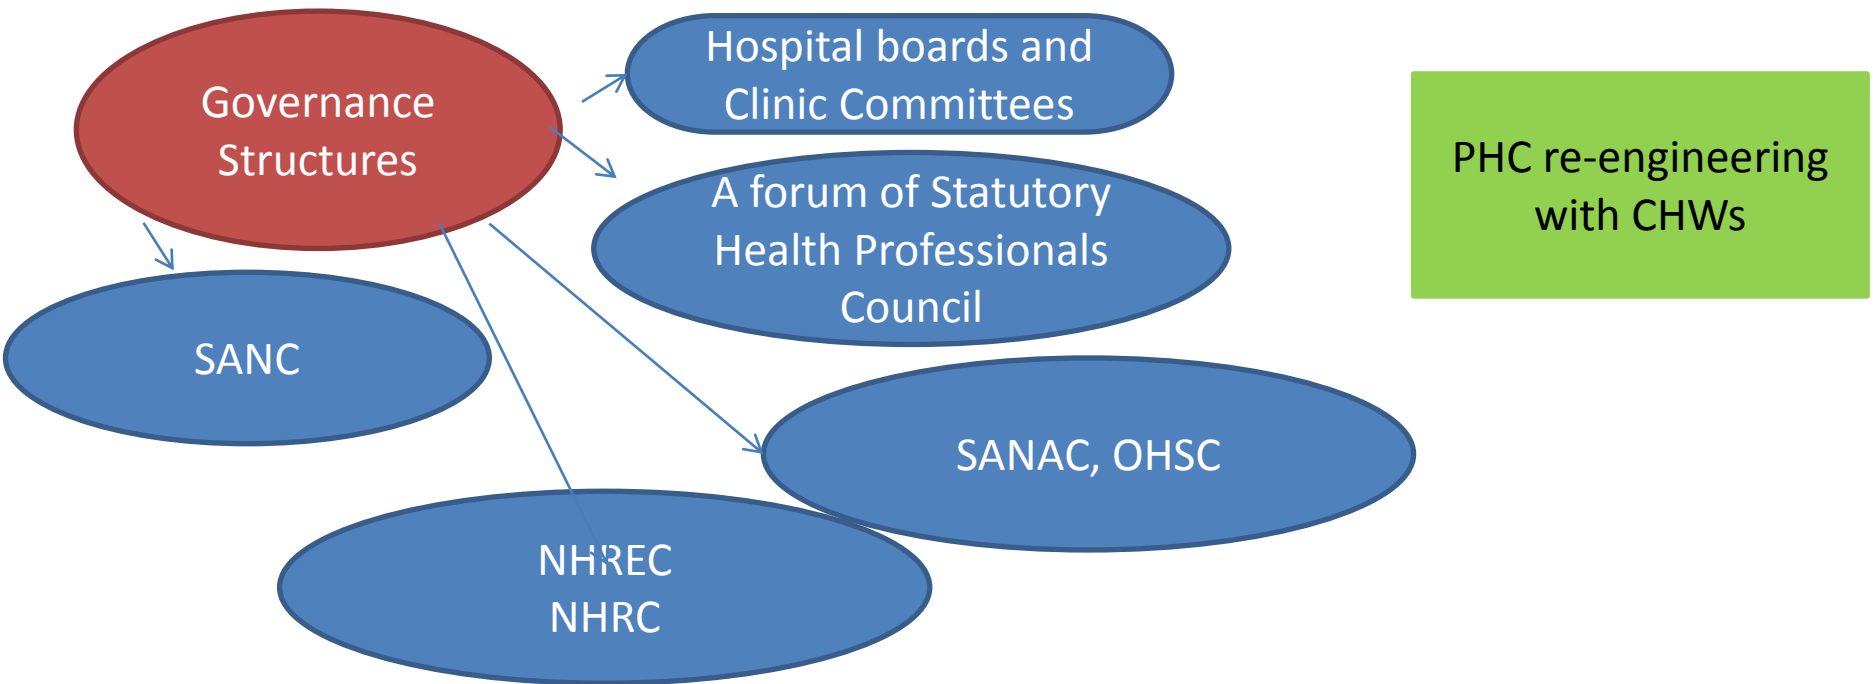 Governance
Structures
Hospital boards and
Clinic Committees
A forum of Statutory
Health Professionals
Council
PHC re-engineering
with CHWs
SANC
SANAC, OHSC
NHREC
NHRC